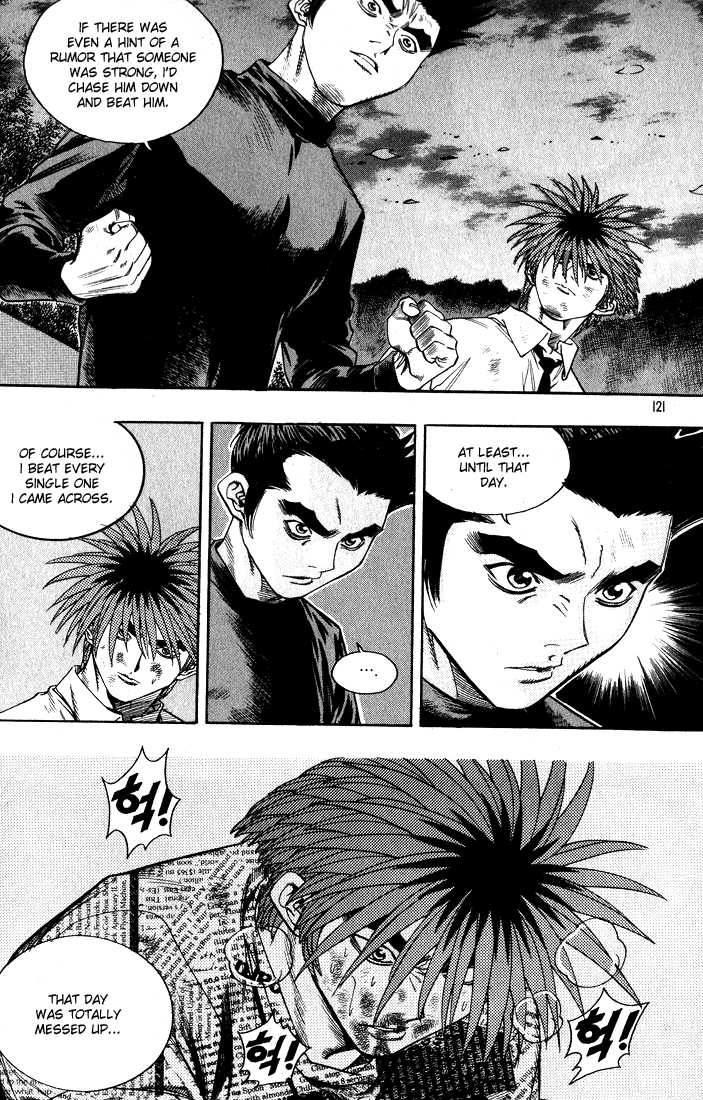 IF THERE WAS
EVEN A HINT OF A
RUMOR THAT SOMEONE
WAS STRONG, I'D
CHASE HIM DOWN
AND BEAT HIM.
121
OF COURSE...
I BEAT EVERY
SINGLE ONE
I CAME ACROSS.
....
AT LEAST...
UNTIL THAT
DAY.
헉!
THAT DAY
WAS TOTALLY
MESSED UP...
헉!
헉!